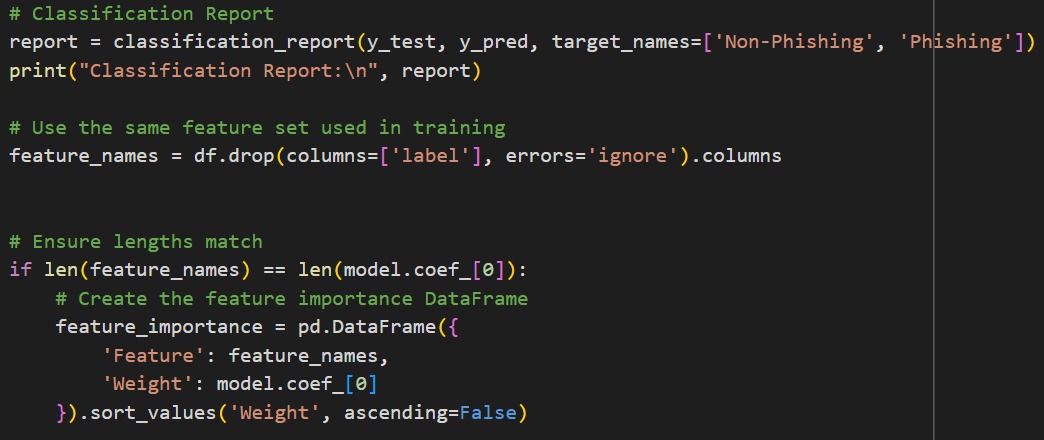 # Classification Report
report = classification_report(y_test, y_pred, target_names=['Non-Phishing', 'Phishing'])
print("Classification Report:\n", report)

# Use the same feature set used in training
feature_names = df.drop(columns=['label'], errors='ignore').columns


# Ensure lengths match
if len(feature_names) == len(model.coef_[0]):
    # Create the feature importance DataFrame
    feature_importance = pd.DataFrame({
        'Feature': feature_names,
        'Weight': model.coef_[0]
    }).sort_values('Weight', ascending=False)